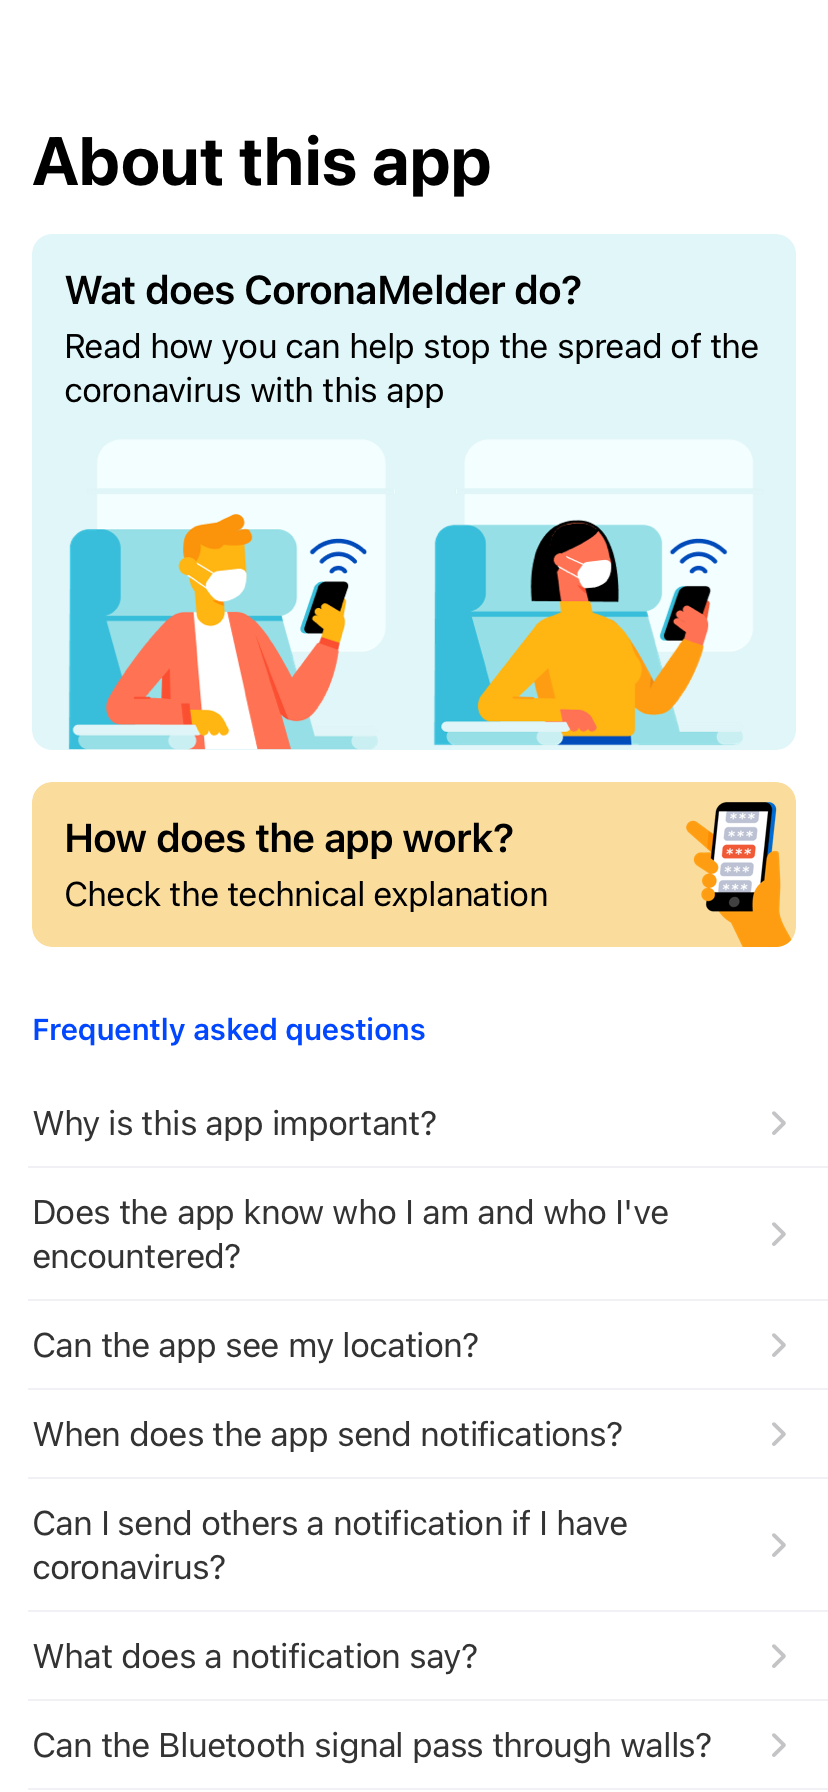 About this app
Wat does CoronaMelder do?
Read how you can help stop the spread of the
coronavirus with this app
How does the app work?
Check the technical explanation
***
***
***
***
***
Frequently asked questions
Why is this app important?
Does the app know who I am and who I've
encountered?
Can the app see my location?
When does the app send notifications?
Can I send others a notification if I have
coronavirus?
What does a notification say?
Can the Bluetooth signal pass through walls?